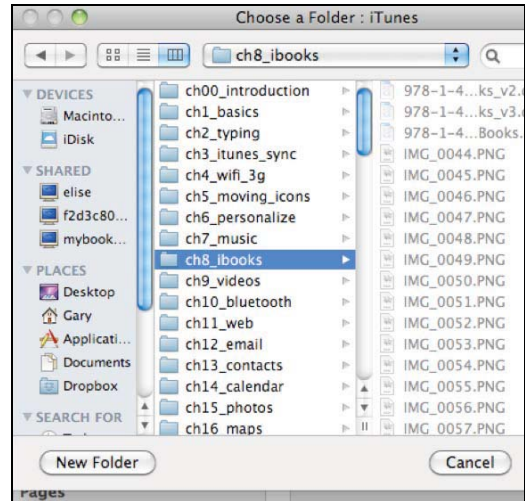 Choose a Folder : iTunes
ch8_ibooks
DEVICES
Macinto...
iDisk
SHARED
elise
f2d3c80...
mybook...
PLACES
Desktop
Gary
Applicati...
Documents
Dropbox
SEARCH FOR
ch00_introduction
ch1_basics
ch2_typing
ch3_itunes_sync
ch4_wifi_3g
ch5_moving_icons
ch6_personalize
ch7_music
ch8_ibooks
ch9_videos
ch10_bluetooth
ch11_web
ch12_email
ch13_contacts
ch14_calendar
ch15_photos
ch16_maps
978-1-4...ks_v2.
978-1-4...ks_v3.
978-1-4...Books.
IMG_0044.PNG
IMG_0045.PNG
IMG_0046.PNG
IMG_0047.PNG
IMG_0048.PNG
IMG_0049.PNG
IMG_0050.PNG
IMG_0051.PNG
IMG_0052.PNG
IMG_0053.PNG
IMG_0054.PNG
IMG_0055.PNG
IMG_0056.PNG
IMG_0057.PNG
New Folder
Cancel
Pages